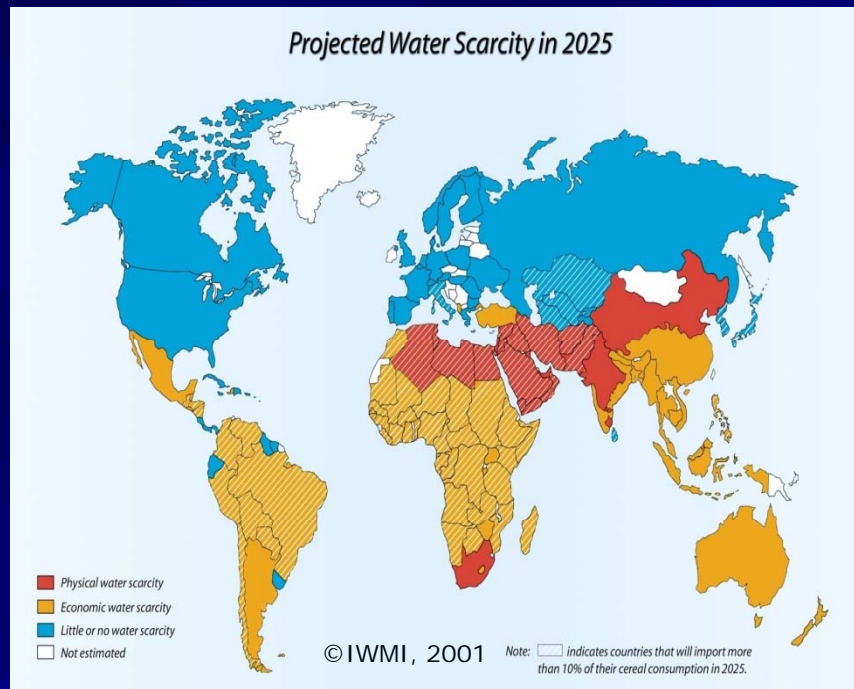 Projected Water Scarcity in 2025
Physical water scarcity
Economic water scarcity
Little or no water scarcity
Not estimated
©IWMI, 2001
Note: indicates countries that will import more
than 10% of their cereal consumption in 2025.